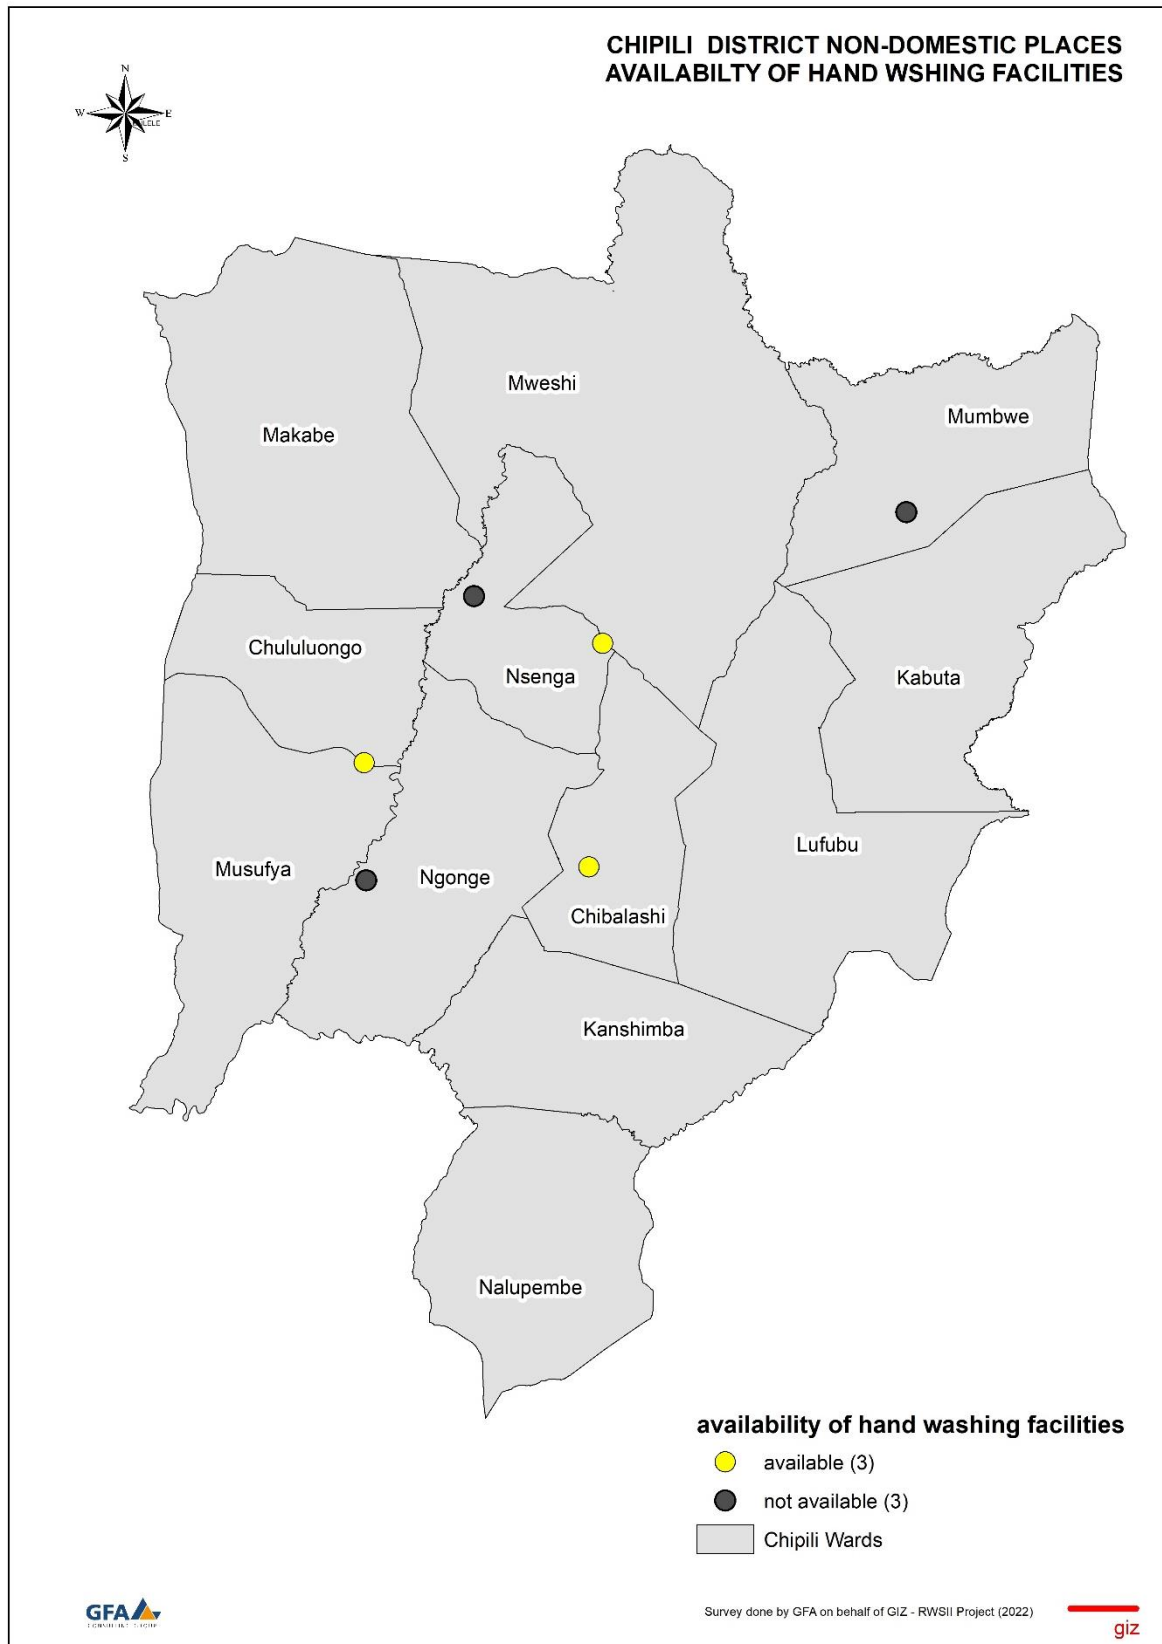 CHIPILI DISTRICT NON-DOMESTIC PLACES
AVAILABILTY OF HAND WSHING FACILITIES
N
W
E
S
Mweshi
Mumbwe
Makabe
Chululuongo
Nsenga
Kabuta
Lufubu
Musufya
Ngonge
Chibalashi
Kanshimba
Nalupembe
availability of hand washing facilities
available (3)
not available (3)
Chipili Wards
GFA
CONSULTING GROUP
Survey done by GFA on behalf of GIZ - RWSII Project (2022)
giz